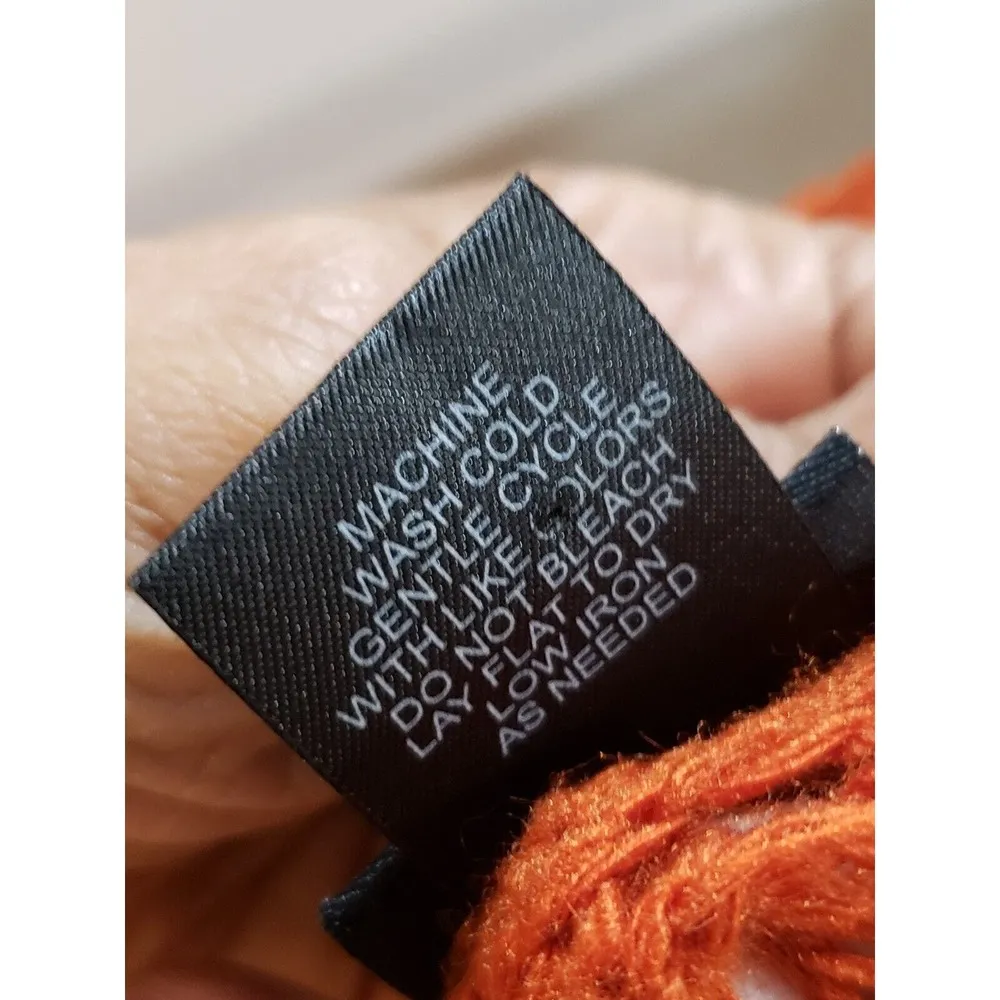 MACHINE
WASH COLD
GENTLE CYCLE
WITH LIKE COLORS
DO NOT BLEACH
LAY FLAT TO DRY
LOW IRON
AS NEEDED